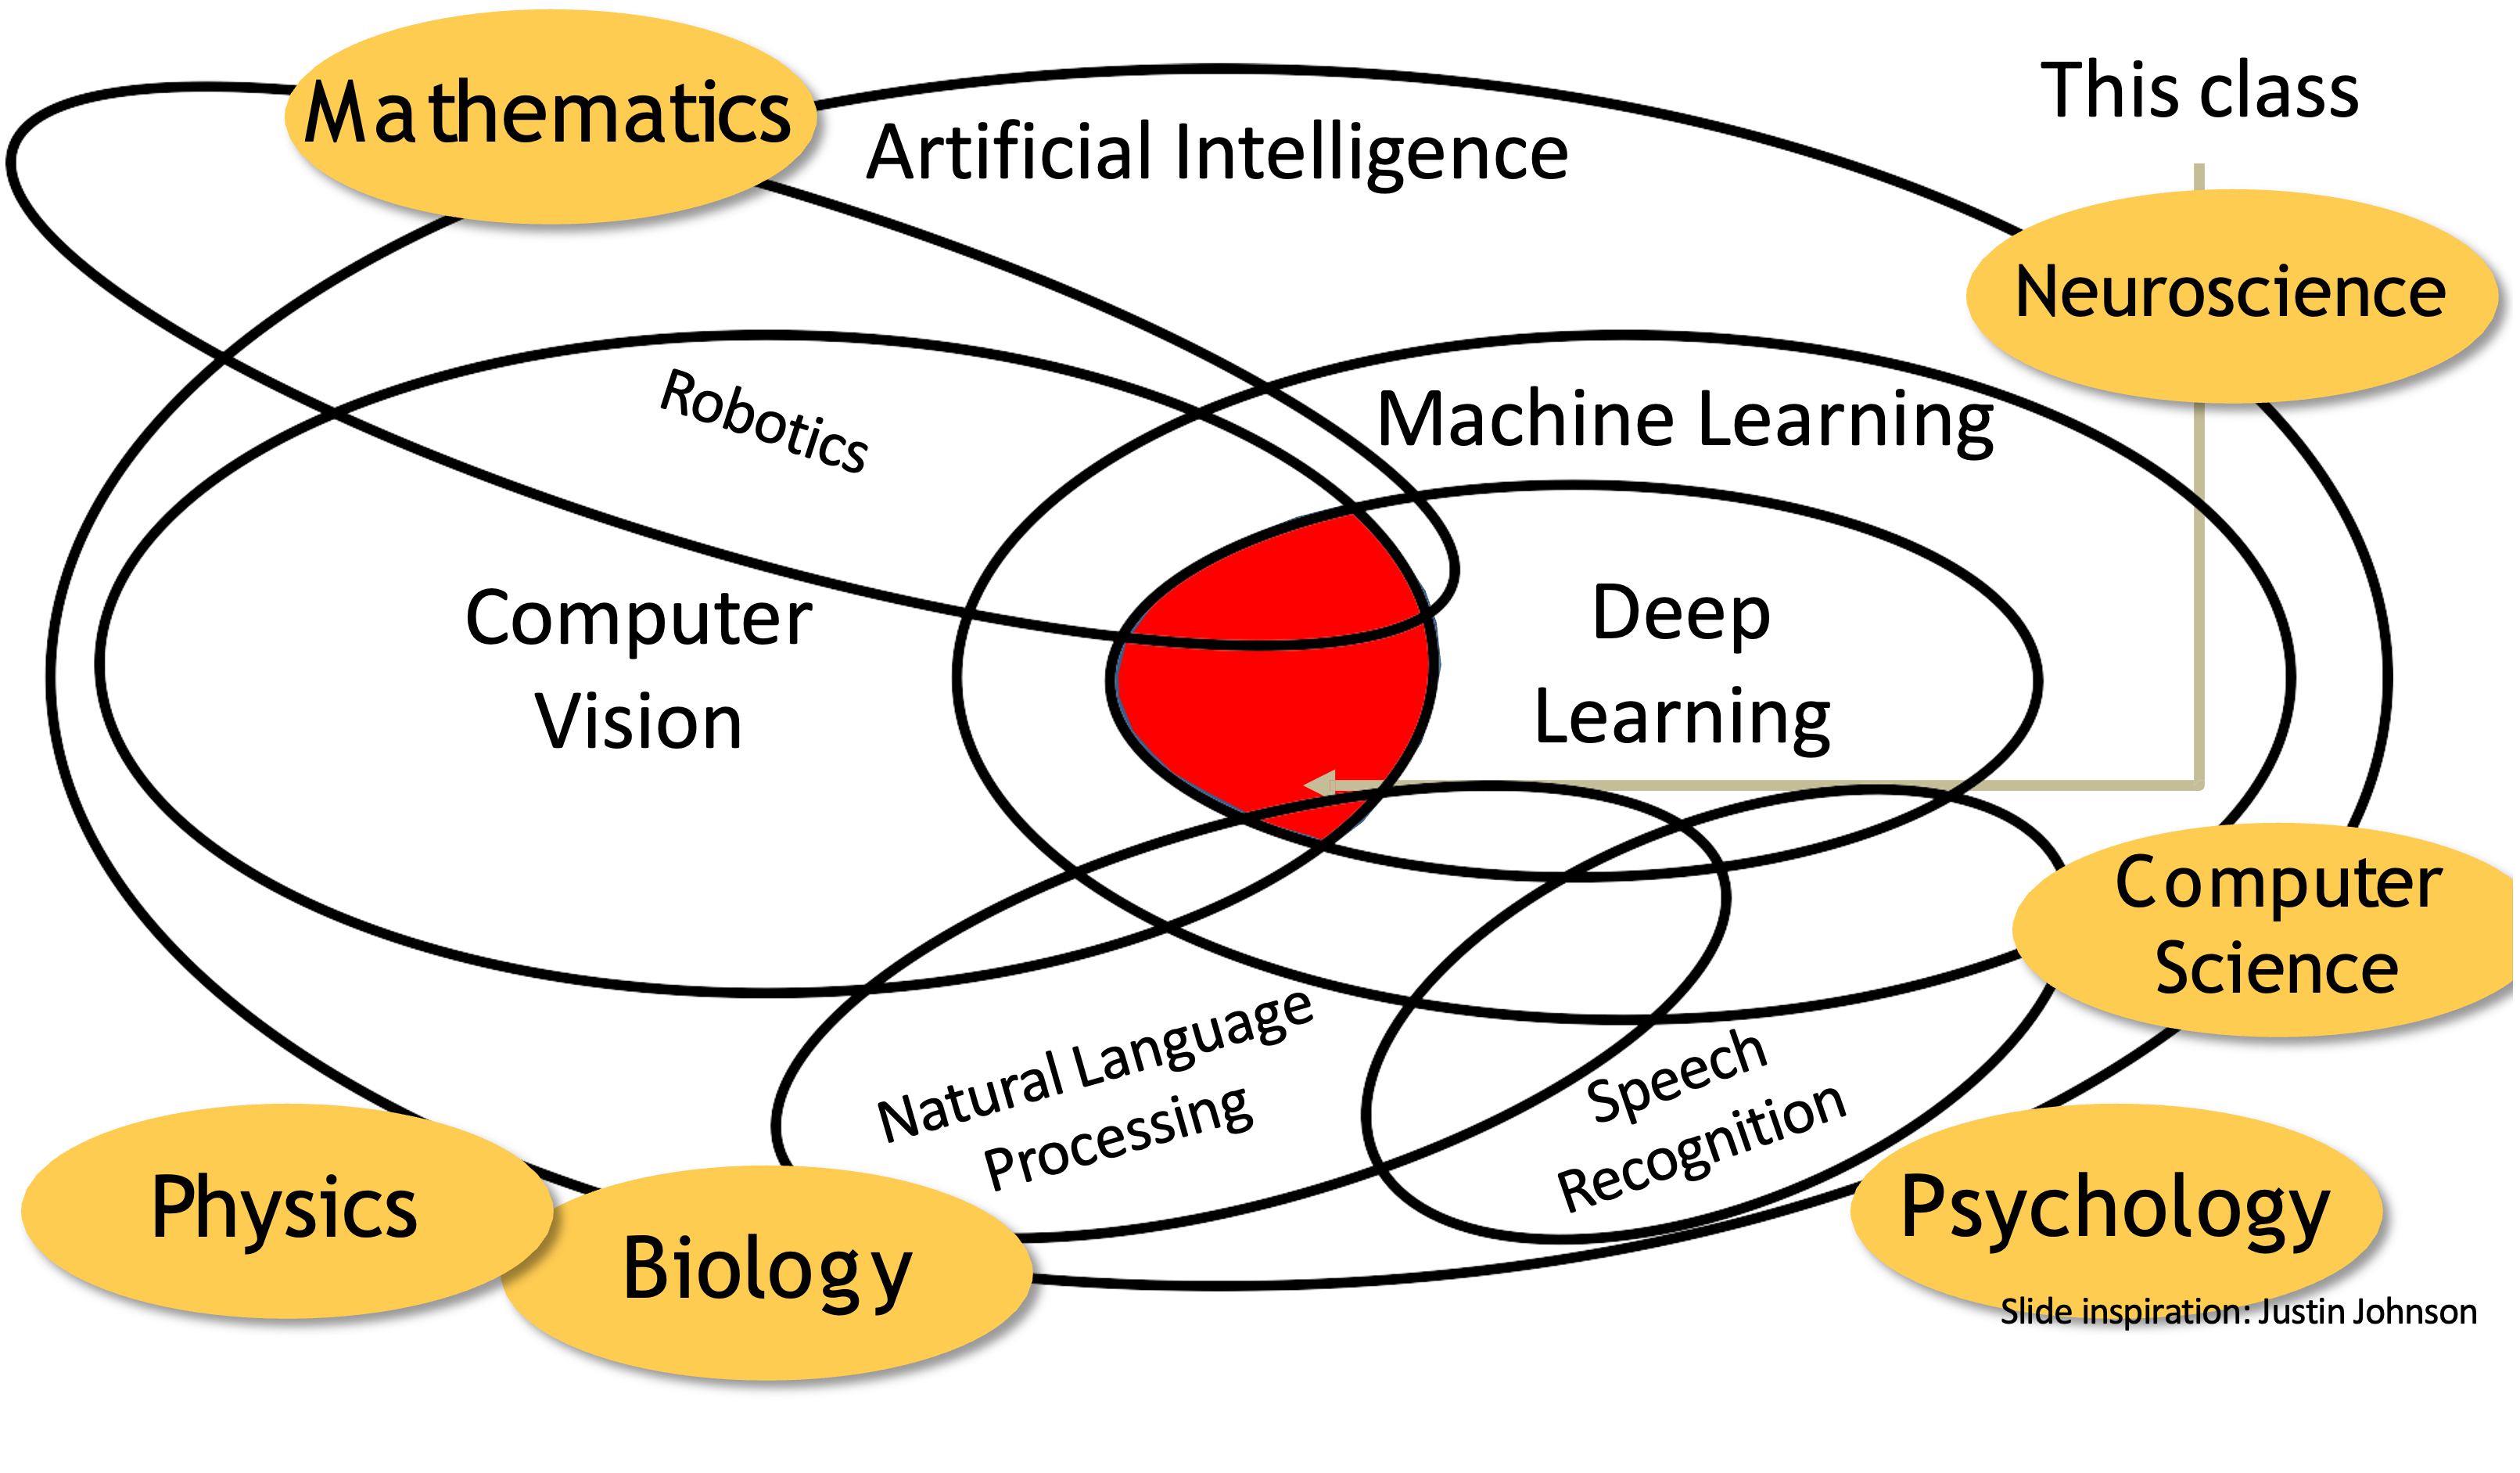 Mathematics
Artificial Intelligence
This class
Neuroscience
Robotics
Machine Learning
Computer
Vision
Deep
Learning
Computer
Science
Natural Language
Processing
Speech
Recognition
Physics
Biology
Psychology
Slide inspiration: Justin Johnson